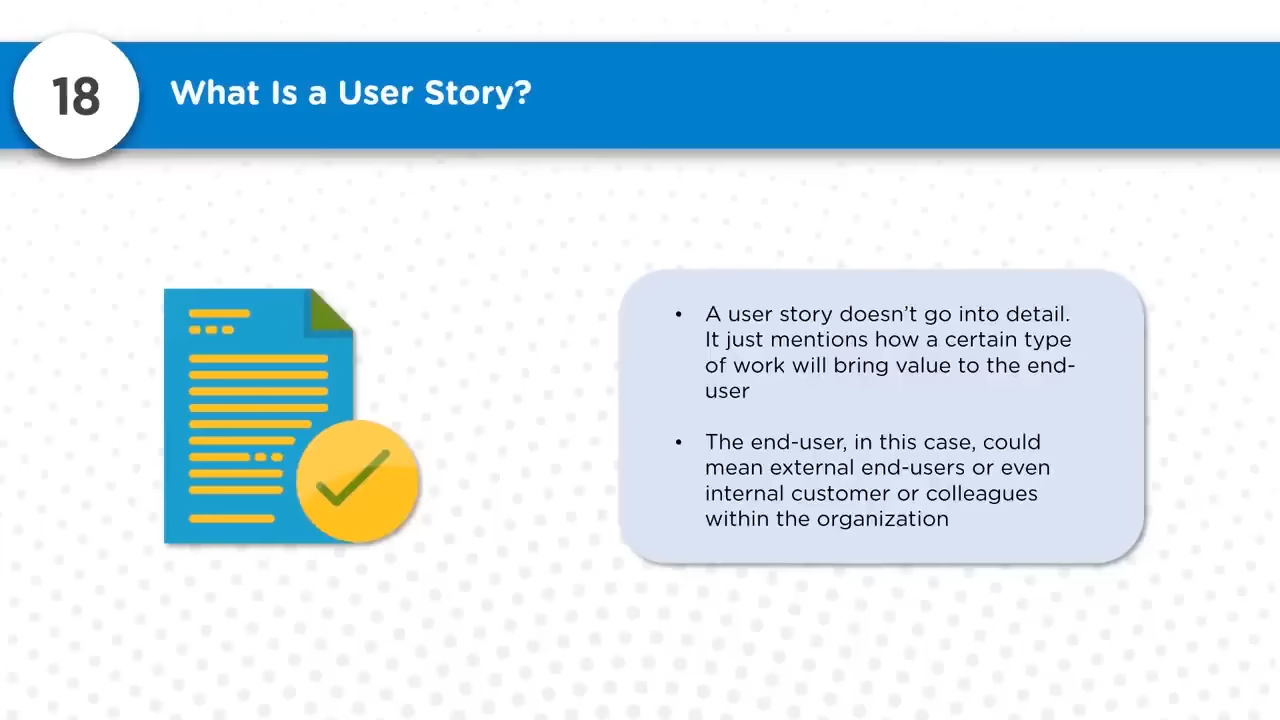 18
What Is a User Story?
• A user story doesn’t go into detail.
It just mentions how a certain type
of work will bring value to the end-
user
• The end-user, in this case, could
mean external end-users or even
internal customer or colleagues
within the organization